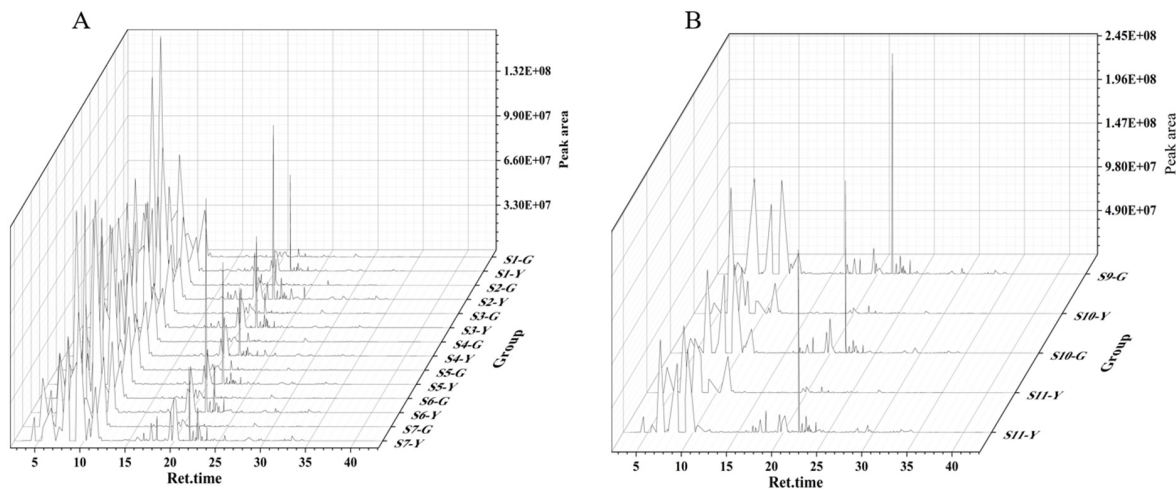 A
1.32E+08
9.90E+07
6.60E+07
3.30E+07
Peak area
S1-G
S1-Y
S2-G
S2-Y
S3-G
S3-Y
S4-G
S4-Y
S5-G
S5-Y
S6-G
S6-Y
S7-G
S7-Y
Group
5 10 15 20 25 30 35 40
Ret.time
B
2.45E+08
1.96E+08
1.47E+08
9.80E+07
4.90E+07
Peak area
S9-G
S10-Y
S10-G
S11-Y
S11-Y
Group
5 10 15 20 25 30 35 40
Ret.time